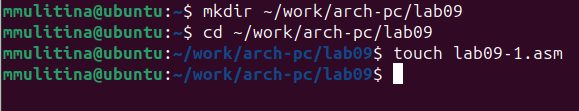 mmulitina@ubuntu:~$ mkdir ~/work/arch-pc/lab09
mmulitina@ubuntu:~$ cd ~/work/arch-pc/lab09
mmulitina@ubuntu:~/work/arch-pc/lab09$ touch lab09-1.asm
mmulitina@ubuntu:~/work/arch-pc/lab09$